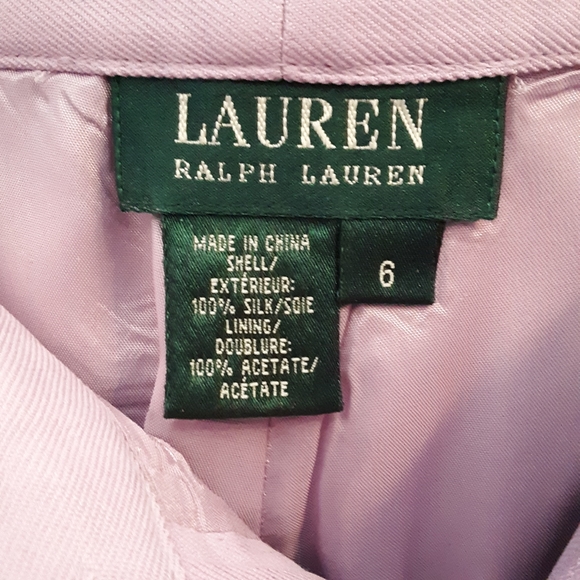 LAUREN
RALPH LAUREN
MADE IN CHINA
SHELL/
EXTÉRIEUR:
100% SILK/SOIE
LINING/
DOUBLURE:
100% ACETATE/
ACÉTATE
6